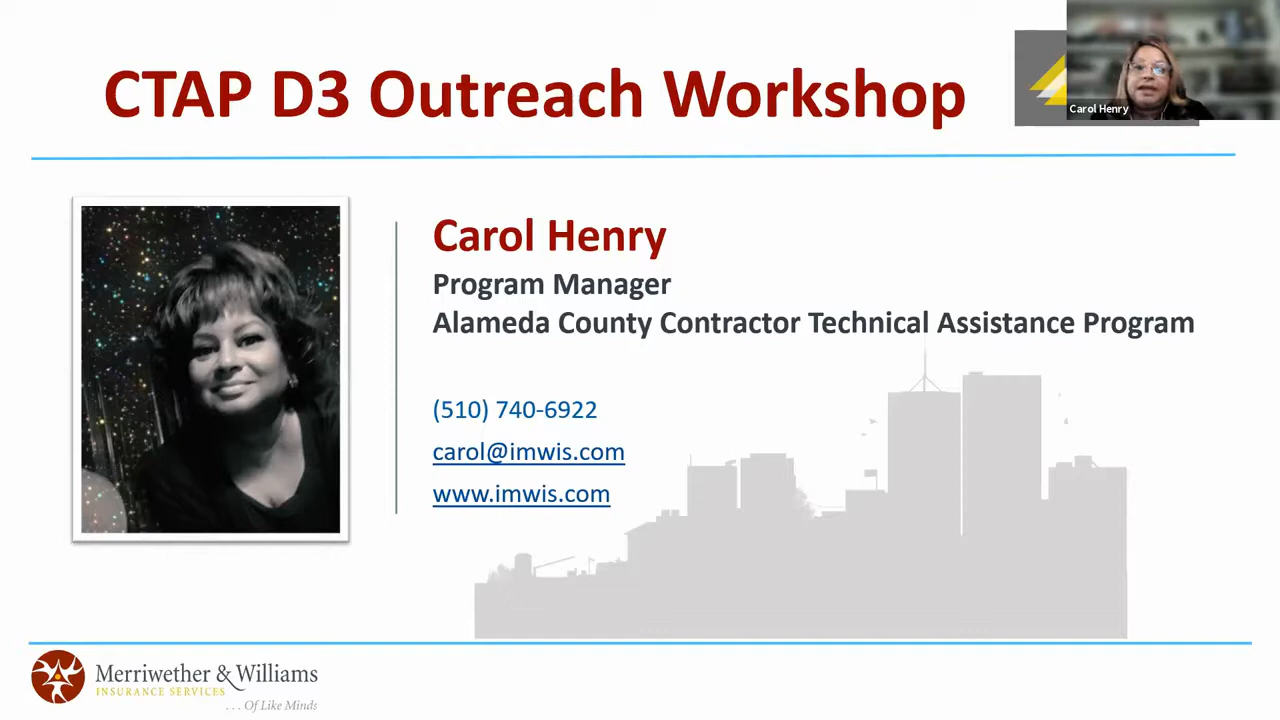 CTAP D3 Outreach Workshop
Carol Henry
Carol Henry
Program Manager
Alameda County Contractor Technical Assistance Program
(510) 740-6922
carol@imwis.com
www.imwis.com
Merriwether & Williams
INSURANCE SERVICES
. . . Of Like Minds